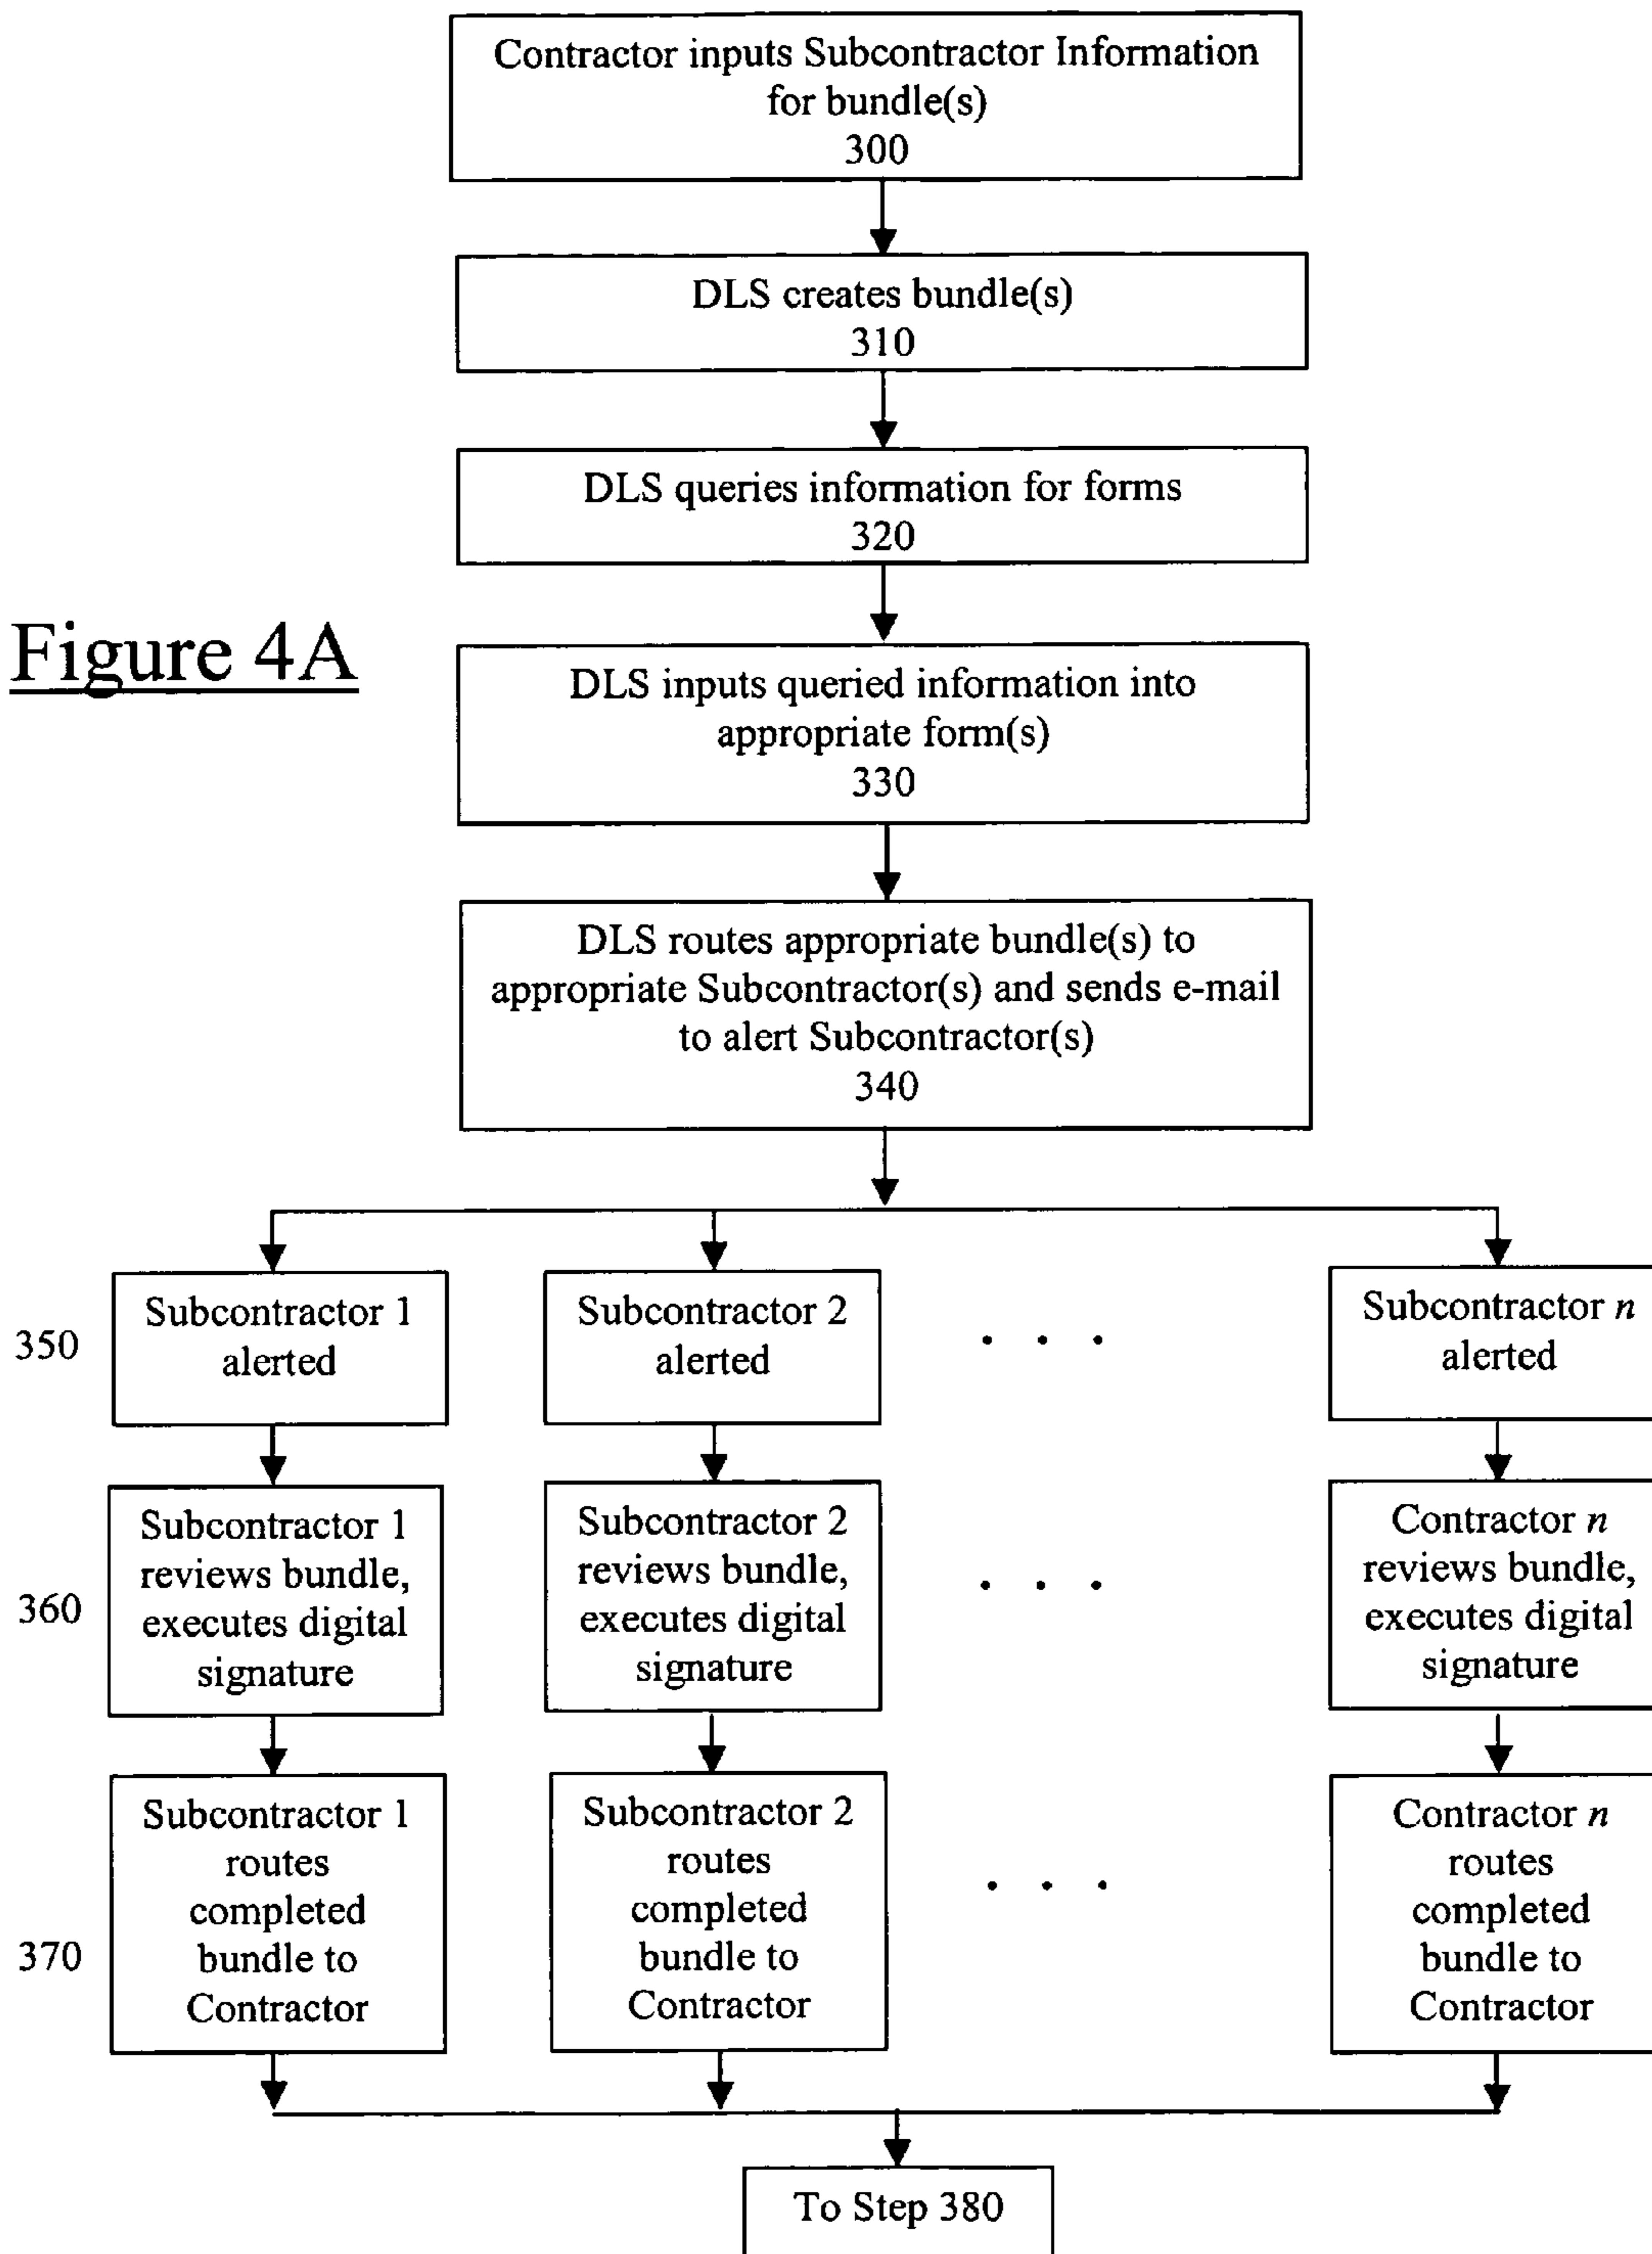 Contractor inputs Subcontractor Information
for bundle(s)
300
DLS creates bundle(s)
310
DLS queries information for forms
320
Figure 4A
DLS inputs queried information into
appropriate form(s)
330
DLS routes appropriate bundle(s) to
appropriate Subcontractor(s) and sends e-mail
to alert Subcontractor(s)
340
350
Subcontractor 1
alerted
Subcontractor 2
alerted
. . .
Subcontractor n
alerted
360
Subcontractor 1
reviews bundle,
executes digital
signature
Subcontractor 2
reviews bundle,
executes digital
signature
. . .
Contractor n
reviews bundle,
executes digital
signature
370
Subcontractor 1
routes
completed
bundle to
Contractor
Subcontractor 2
routes
completed
bundle to
Contractor
. . .
Contractor n
routes
completed
bundle to
Contractor
To Step 380